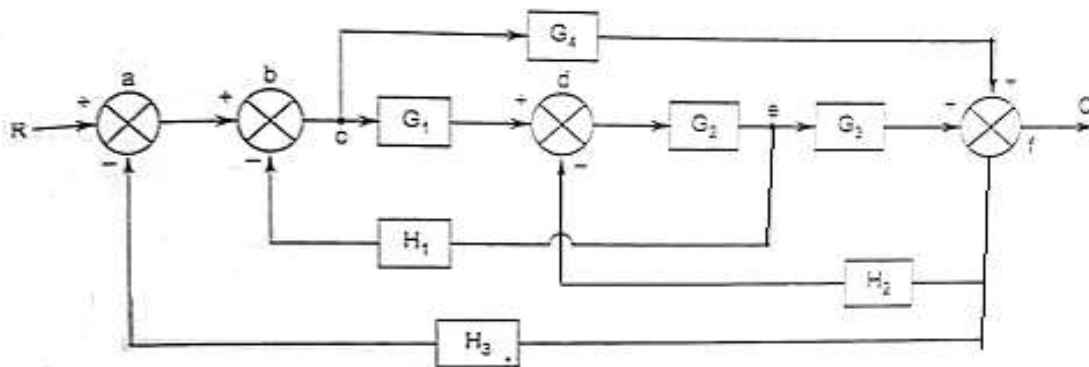 G₄
a
b
d
R
+
+
c
G₁
+
G₂
e
G₃
C
f
−
−
−
H₁
H₂
H₃